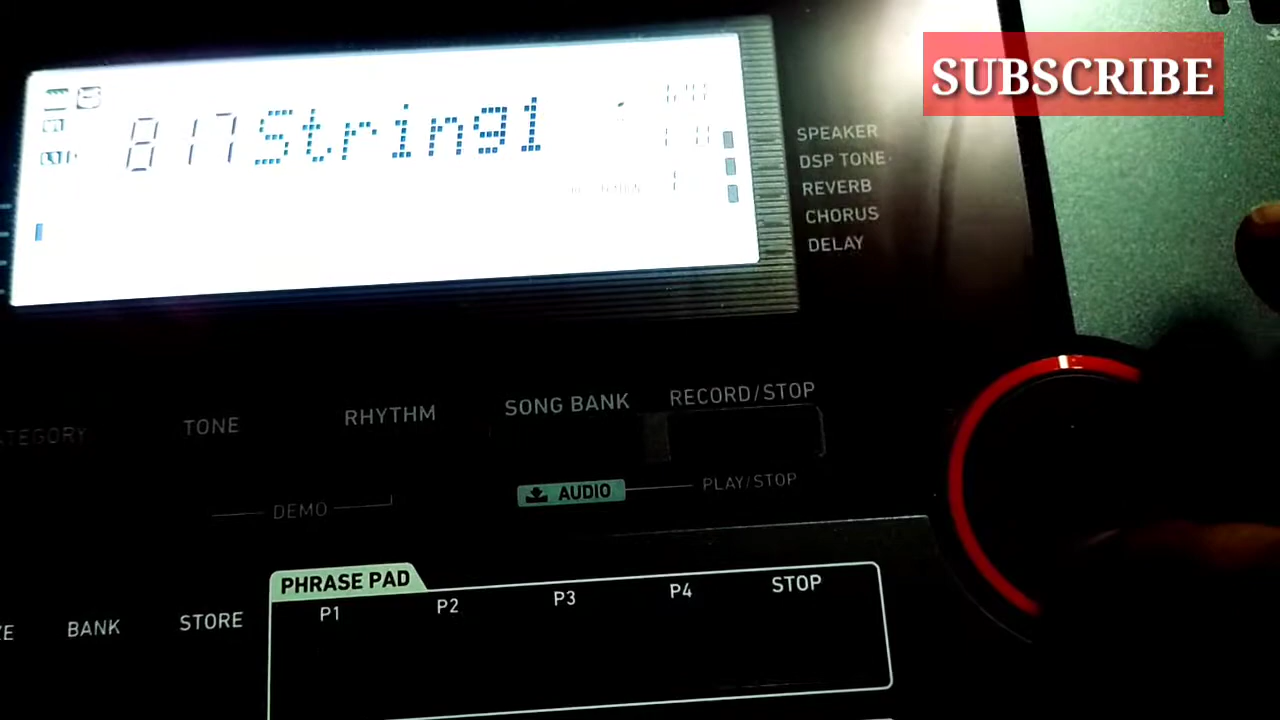 SUBSCRIBE
817 String1
SPEAKER
DSP TONE
REVERB
CHORUS
DELAY
TONE
RHYTHM
SONG BANK
RECORD/STOP
AUDIO
PLAY/STOP
DEMO
PHRASE PAD
P1
P2
P3
P4
STOP
BANK
STORE